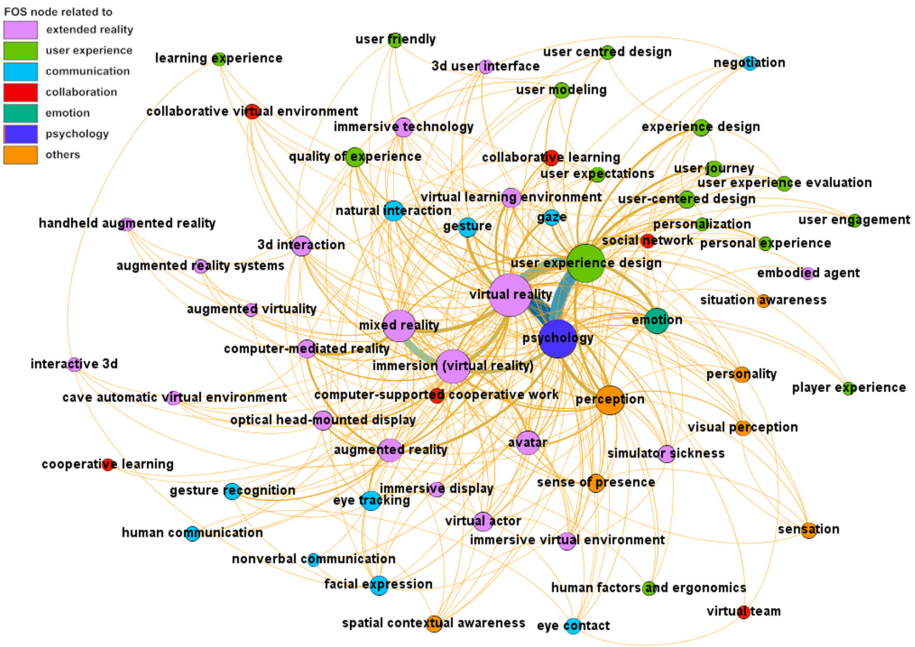 FOS node related to
extended reality
user experience
communication
collaboration
emotion
psychology
others
user friendly
learning experience
3d user interface
user centred design
negotiation
user modeling
collaborative virtual environment
immersive technology
experience design
quality of experience
collaborative learning
user expectations
user journey
user experience evaluation
virtual learning environment
user-centered design
natural interaction
gaze
handheld augmented reality
gesture
personalization
user engagement
3d interaction
social network
personal experience
augmented reality systems
user experience design
embodied agent
virtual reality
situation awareness
augmented virtuality
mixed reality
emotion
psychology
computer-mediated reality
interactive 3d
immersion (virtual reality)
personality
player experience
cave automatic virtual environment
computer-supported cooperative work
perception
optical head-mounted display
visual perception
augmented reality
avatar
simulator sickness
cooperative learning
gesture recognition
immersive display
sense of presence
eye tracking
virtual actor
sensation
human communication
immersive virtual environment
nonverbal communication
facial expression
human factors and ergonomics
virtual team
spatial contextual awareness
eye contact